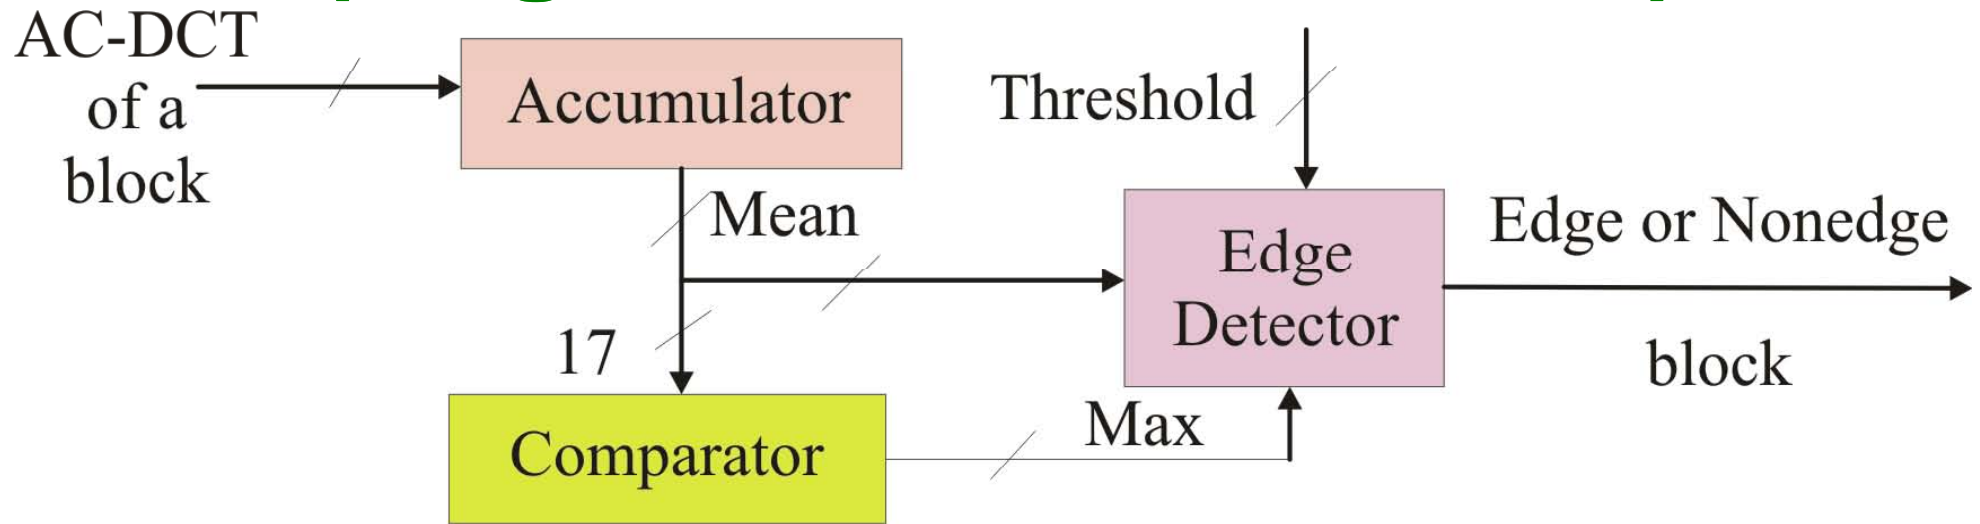 AC-DCT
of a
block
Accumulator
Threshold
Mean
Edge
Detector
Edge or Nonedge
block
17
Comparator
Max